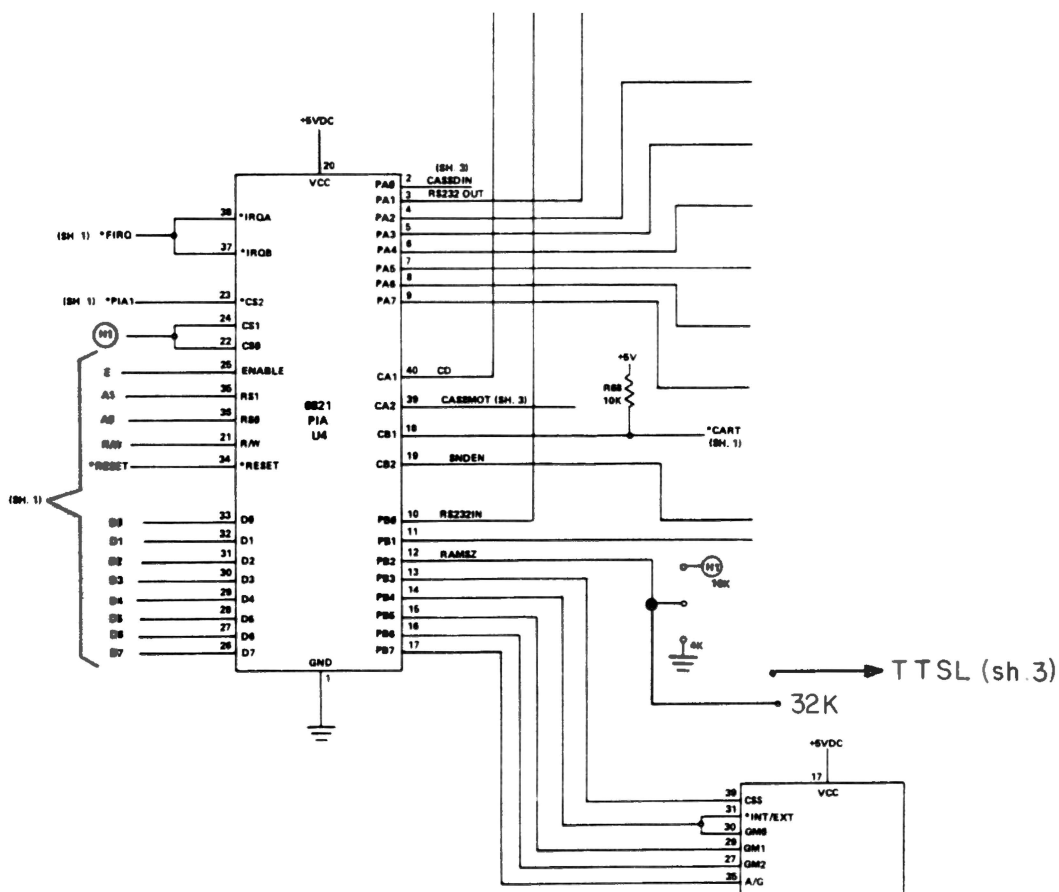 +5VDC
20
VCC
(SH. 3)
PA0 2 CASSDIN
PA1 3 RS232 OUT
PA2 4
PA3 5
PA4 6
PA5 7
PA6 8
PA7 9
(SH. 1) *FIRQ
38 *IRQA
37 *IRQB
(SH. 1) *PIA1 23 *CS2
H1
24 CS1
22 CS0
E 25 ENABLE
A1 35 RS1
R/W 21 R/W
*RESET 34 *RESET
(SH. 1)
6821
PIA
U4
CA1 40 CD
CA2 39 CASSMOT (SH. 3)
CB1 18
CB2 19 SNDEN
+5V
R68
10K
*CART
(SH. 1)
D0 33 D0
D1 32 D1
D2 31 D2
D3 30 D3
D4 29 D4
D5 28 D5
D6 27 D6
D7 26 D7
PB0 10 RS232IN
PB1 11
PB2 12 RAMSZ
PB3 13
PB4 14
PB5 15
PB6 16
PB7 17
H1
16K
4K
GND
1
TTSL (sh. 3)
32K
+5VDC
17
VCC
39 CSS
31 *INT/EXT
30 GM0
29 GM1
27 GM2
35 A/G